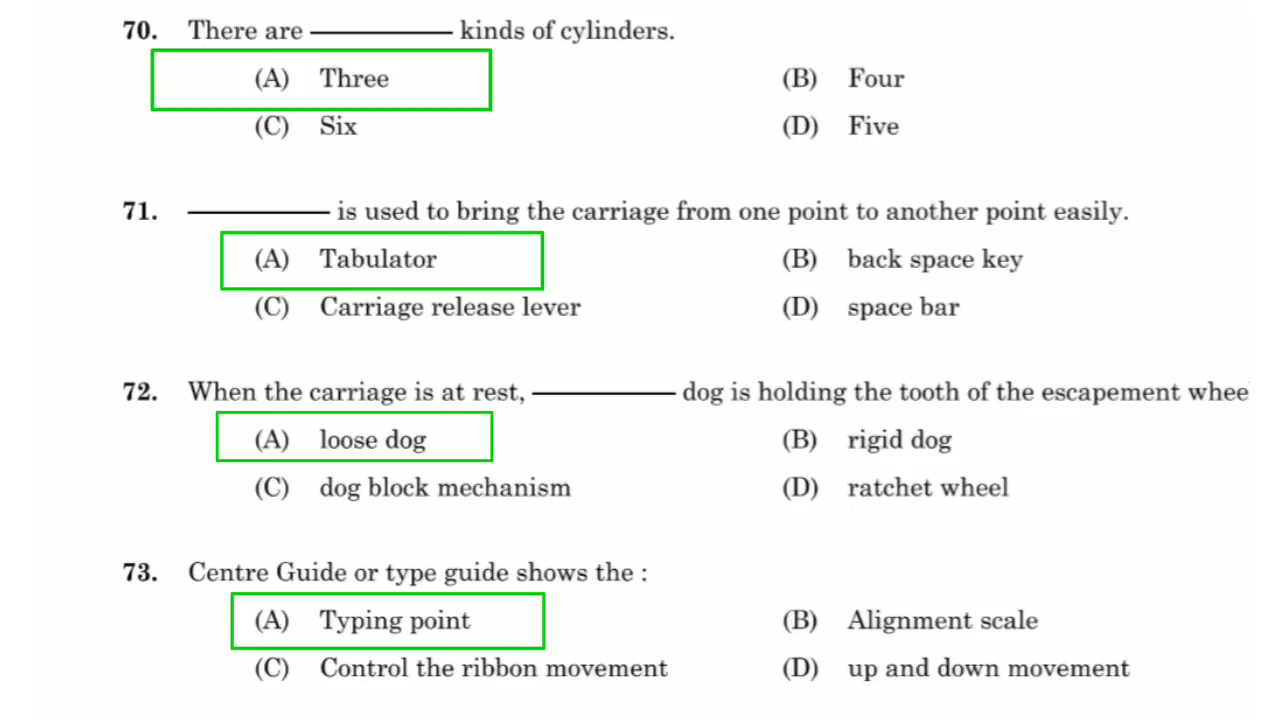 70. There are ________ kinds of cylinders.
(A) Three (B) Four
(C) Six (D) Five
71. ________ is used to bring the carriage from one point to another point easily.
(A) Tabulator (B) back space key
(C) Carriage release lever (D) space bar
72. When the carriage is at rest, ________ dog is holding the tooth of the escapement whee
(A) loose dog (B) rigid dog
(C) dog block mechanism (D) ratchet wheel
73. Centre Guide or type guide shows the :
(A) Typing point (B) Alignment scale
(C) Control the ribbon movement (D) up and down movement